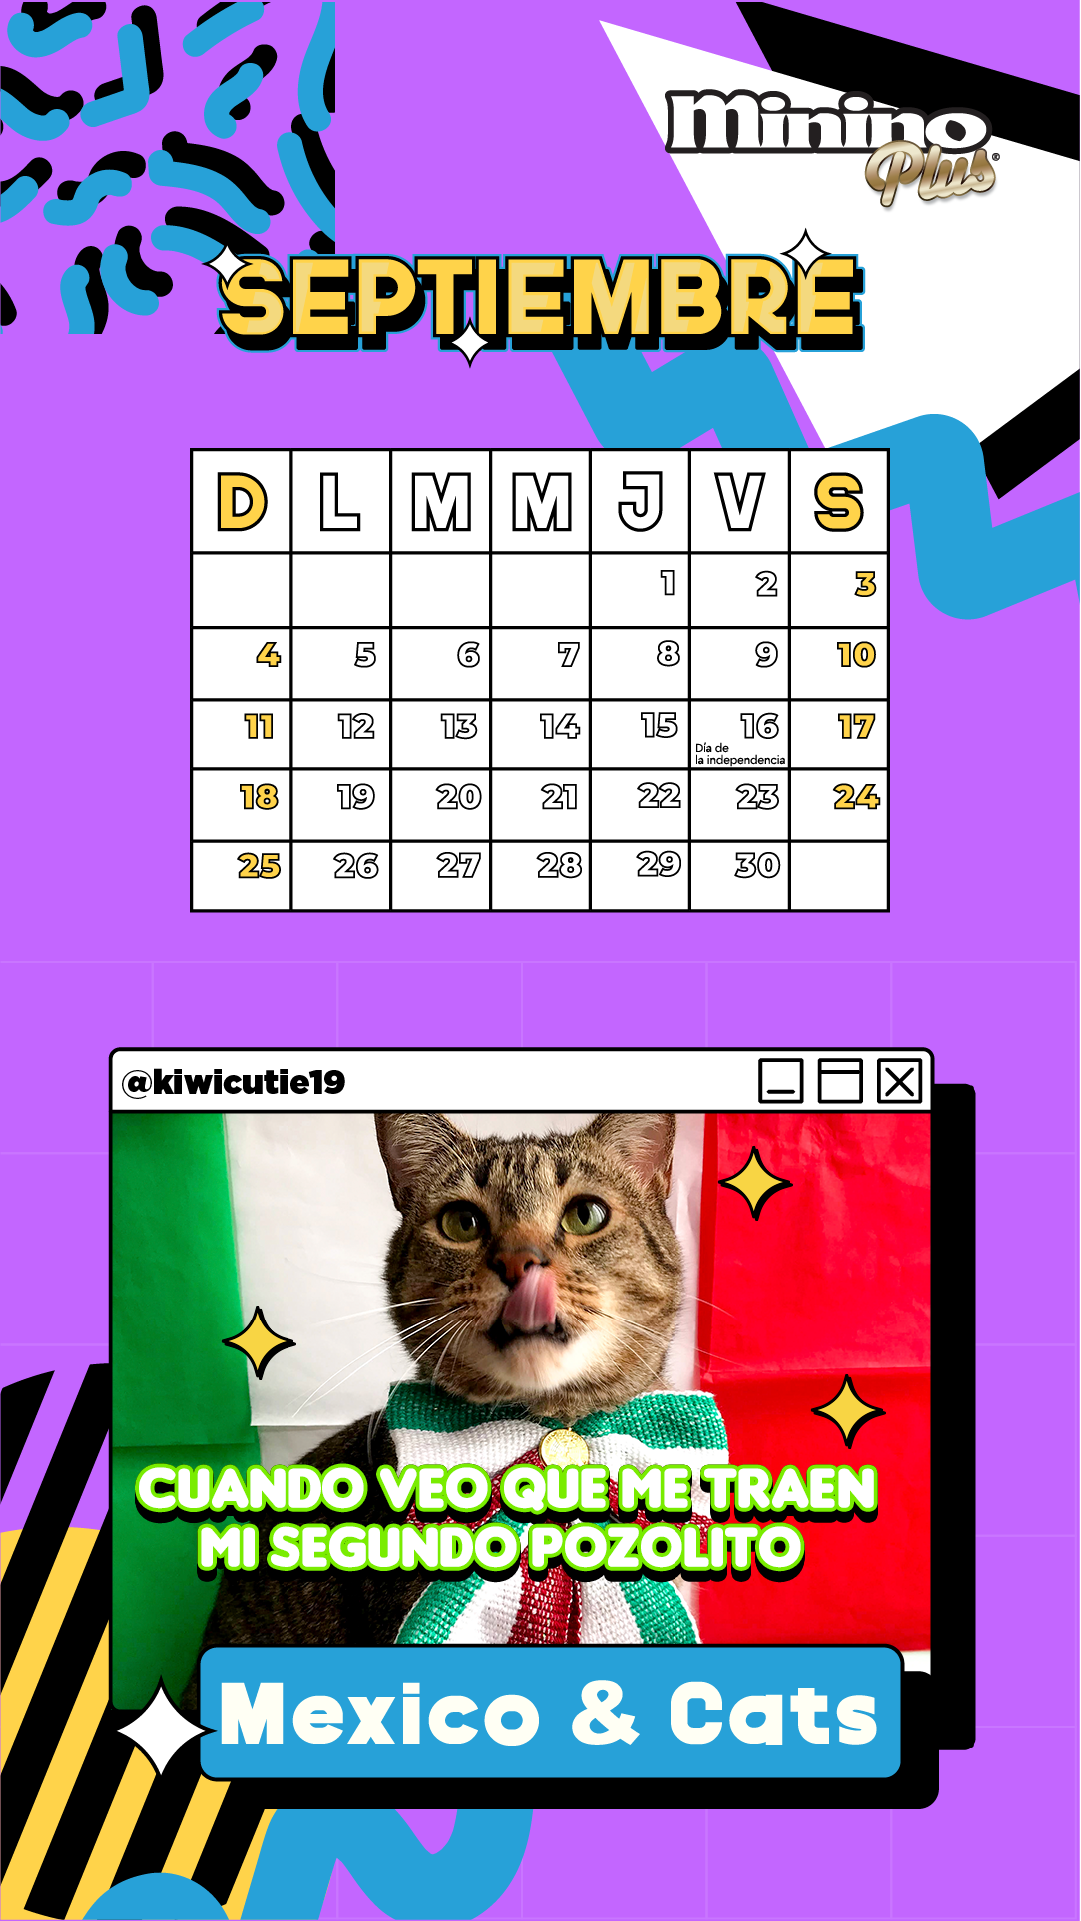 Minino
Plus®
SEPTIEMBRE
D L M M J V S
1 2 3
4 5 6 7 8 9 10
11 12 13 14 15 16 17
Día de
la independencia
18 19 20 21 22 23 24
25 26 27 28 29 30
@kiwicutie19
CUANDO VEO QUE ME TRAEN
MI SEGUNDO POZOLITO
Mexico & Cats